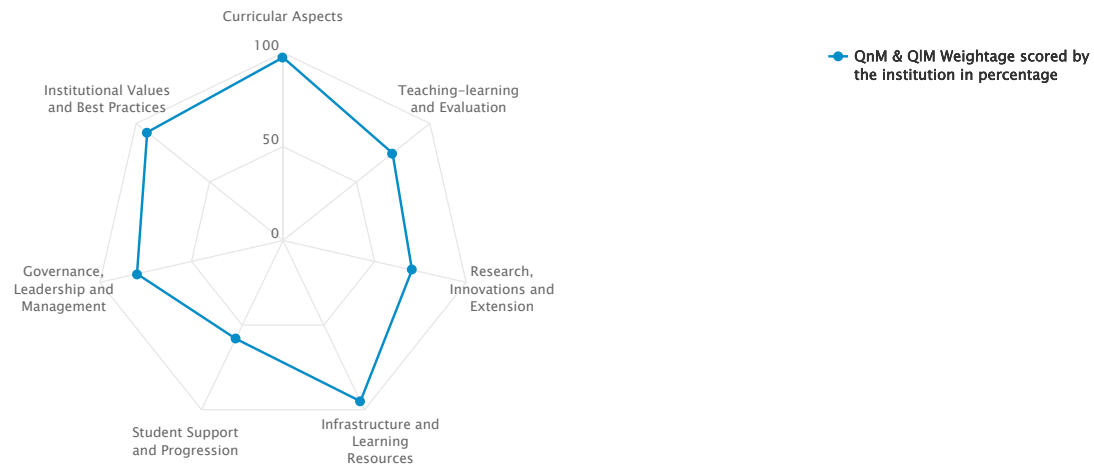 Curricular Aspects
100
QnM & QlM Weightage scored by
the institution in percentage
Institutional Values
and Best Practices
Teaching-learning
and Evaluation
50
0
Governance,
Leadership and
Management
Research,
Innovations and
Extension
Student Support
and Progression
Infrastructure and
Learning
Resources